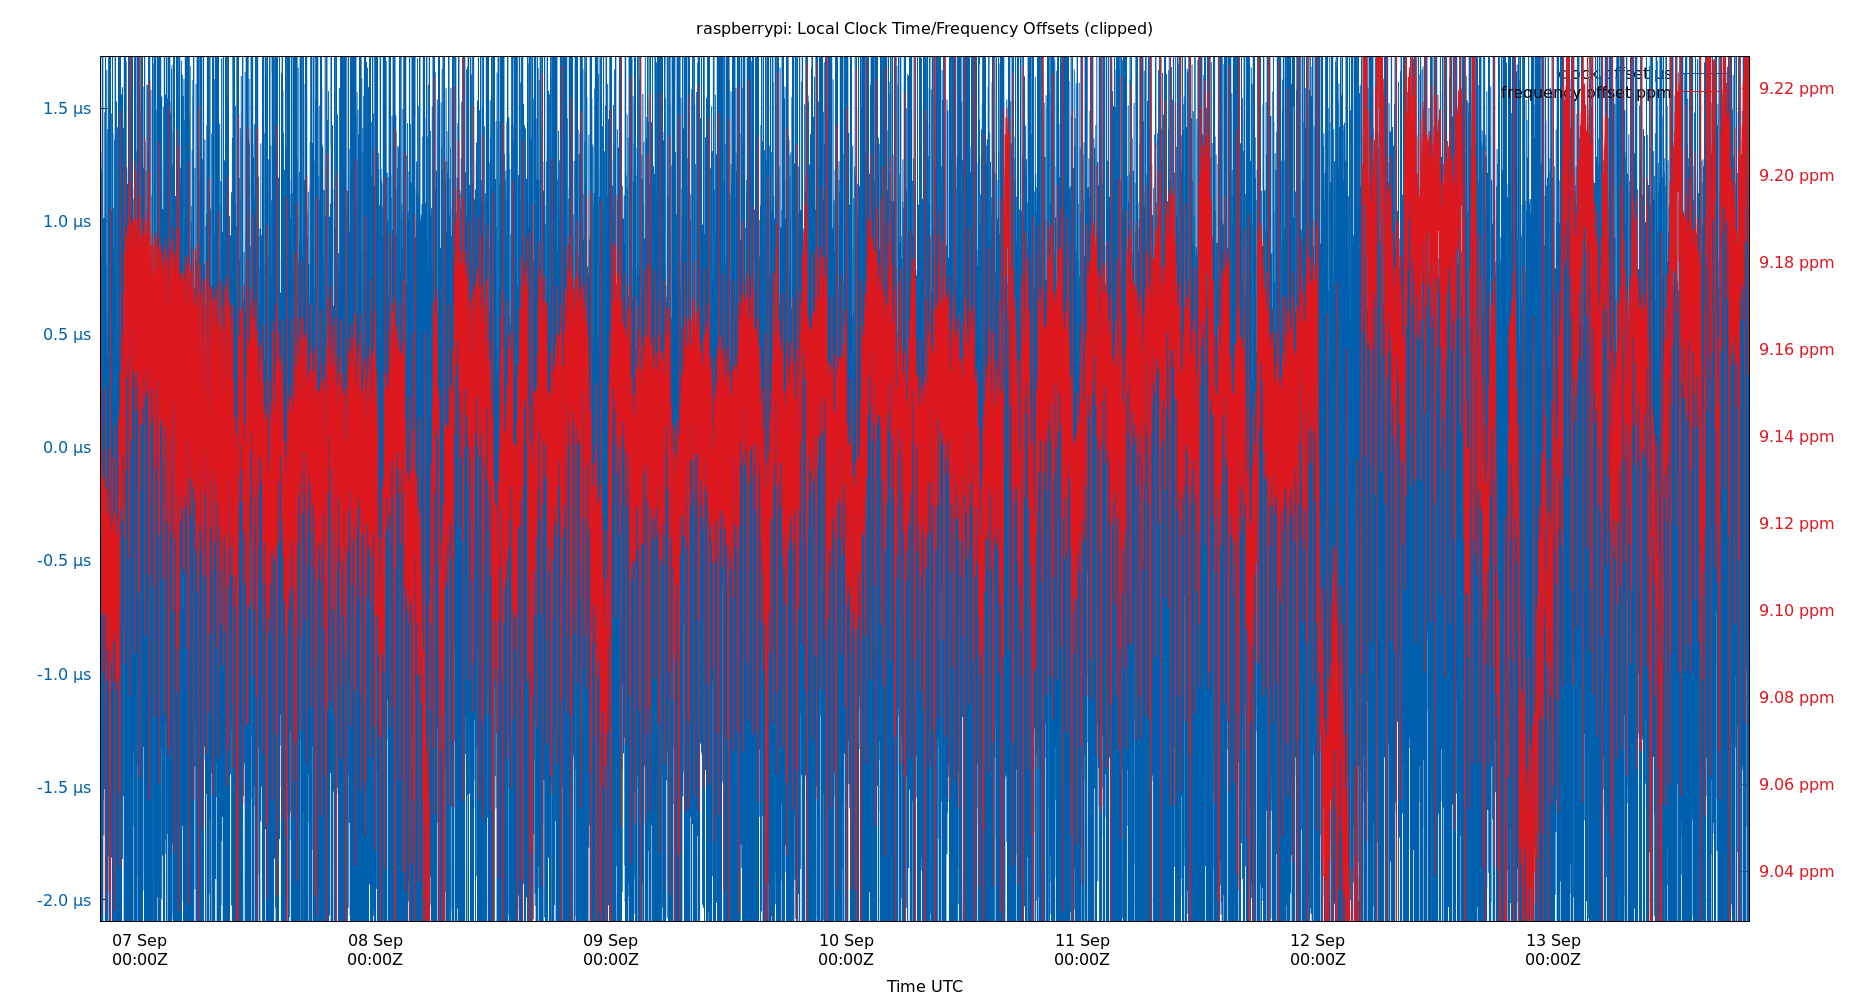 raspberrypi: Local Clock Time/Frequency Offsets (clipped)
clock offset µs
frequency offset ppm
1.5 µs
1.0 µs
0.5 µs
0.0 µs
-0.5 µs
-1.0 µs
-1.5 µs
-2.0 µs
9.22 ppm
9.20 ppm
9.18 ppm
9.16 ppm
9.14 ppm
9.12 ppm
9.10 ppm
9.08 ppm
9.06 ppm
9.04 ppm
07 Sep 08 Sep 09 Sep 10 Sep 11 Sep 12 Sep 13 Sep
00:00Z 00:00Z 00:00Z 00:00Z 00:00Z 00:00Z 00:00Z
Time UTC